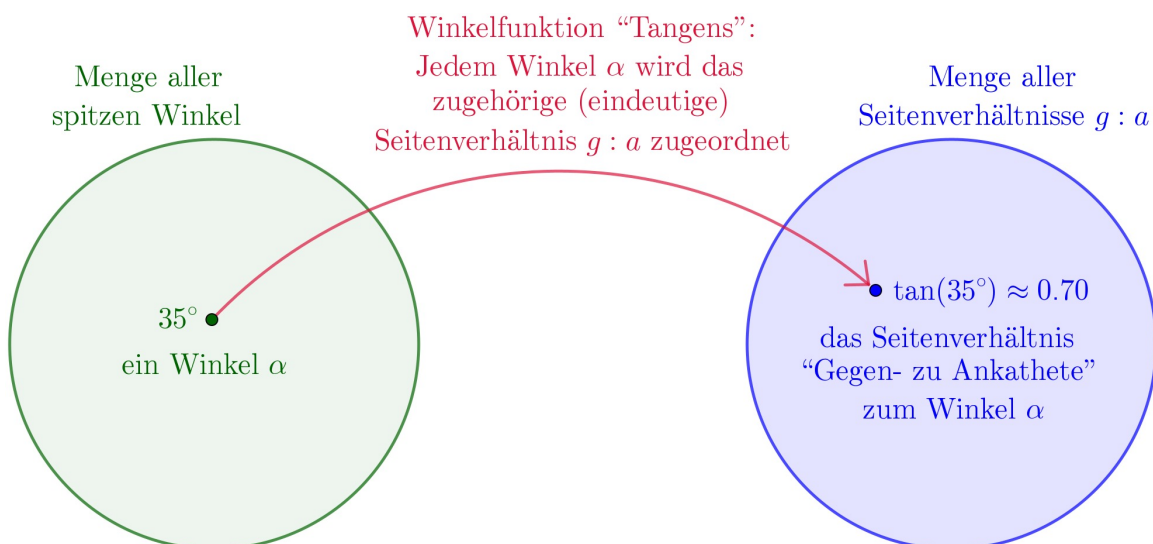 Winkelfunktion “Tangens”:
Jedem Winkel α wird das
zugehörige (eindeutige)
Seitenverhältnis g : a zugeordnet
Menge aller
spitzen Winkel
35°
ein Winkel α
Menge aller
Seitenverhältnisse g : a
tan(35°) ≈ 0.70
das Seitenverhältnis
“Gegen- zu Ankathete”
zum Winkel α